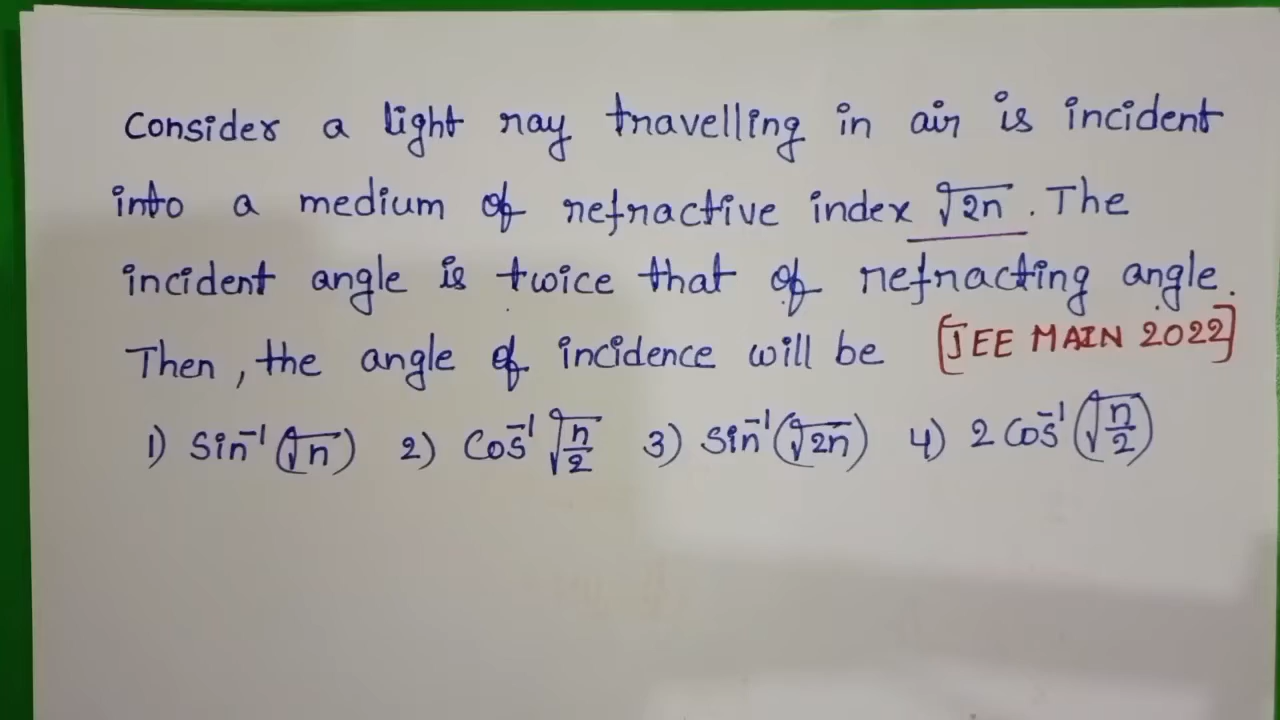 Consider a light ray travelling in air is incident
into a medium of refractive index √2n . The
incident angle is twice that of refracting angle.
Then, the angle of incidence will be [JEE MAIN 2022]
1) Sin⁻¹(√n) 2) Cos⁻¹ √n/2 3) Sin⁻¹(√2n) 4) 2 Cos⁻¹(√n/2)